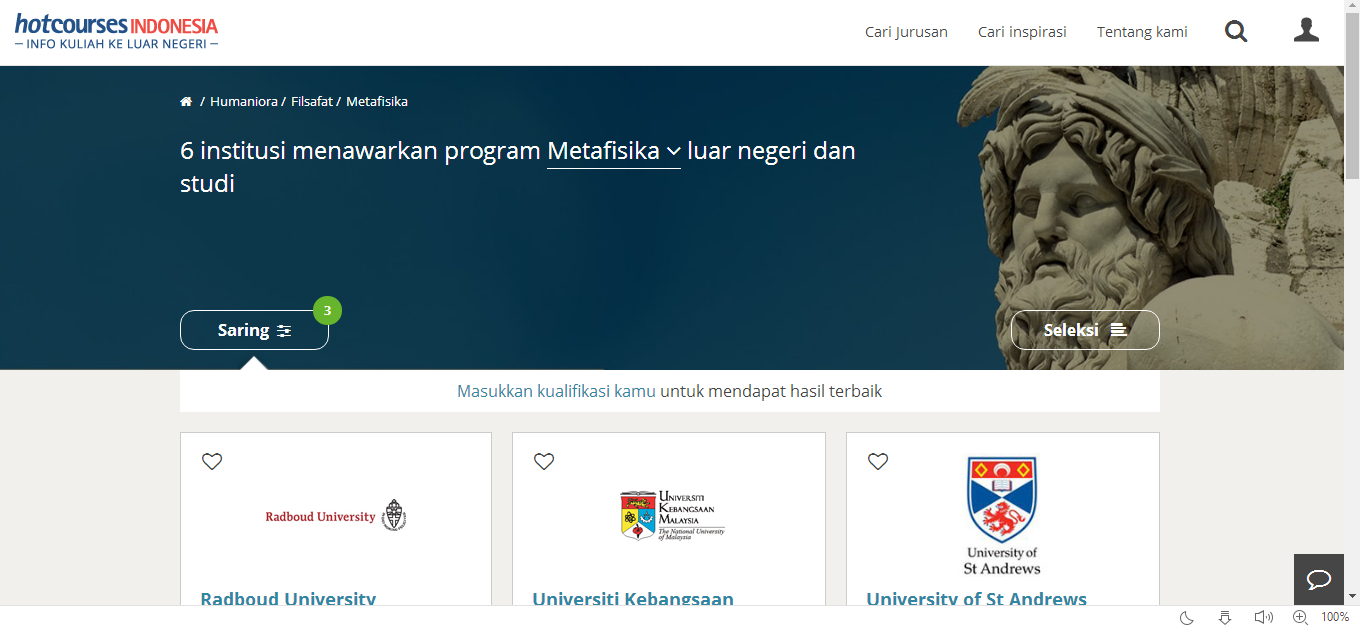 hotcourses INDONESIA
INFO KULIAH KE LUAR NEGERI
Cari Jurusan
Cari inspirasi
Tentang kami
/ Humaniora / Filsafat / Metafisika
6 institusi menawarkan program Metafisika luar negeri dan
studi
3
Saring
Seleksi
Masukkan kualifikasi kamu untuk mendapat hasil terbaik
Radboud University
UNIVERSITI
KEBANGSAAN
MALAYSIA
The National University
of Malaysia
University of
St Andrews
Radboud University
Universiti Kebangsaan
University of St Andrews
100%